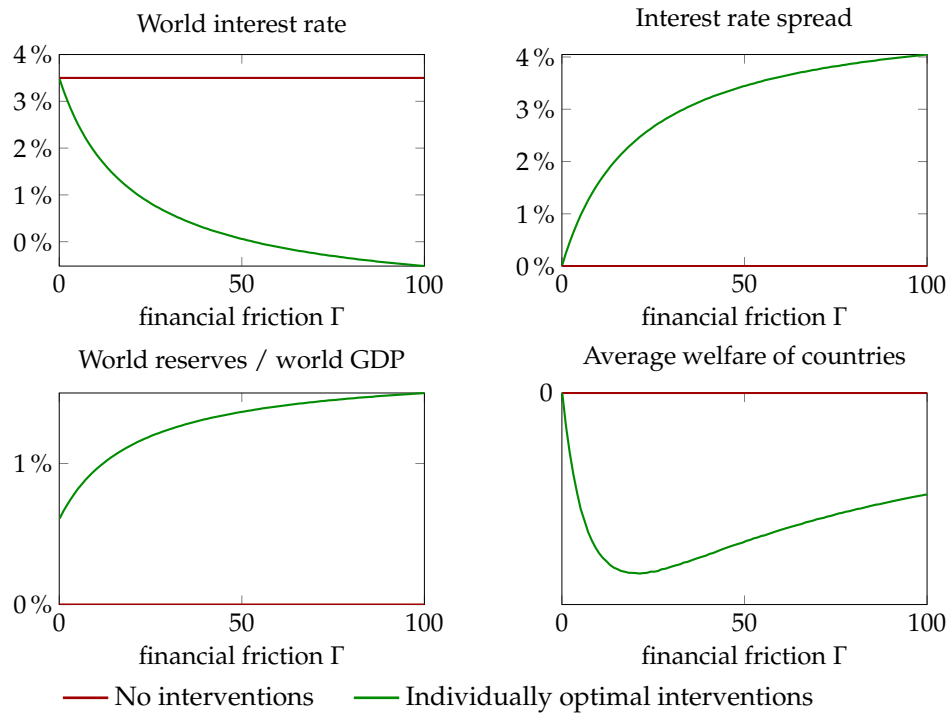 World interest rate
4 %
3 %
2 %
1 %
0 %
0
50
100
financial friction Γ
Interest rate spread
4 %
3 %
2 %
1 %
0 %
0
50
100
financial friction Γ
World reserves / world GDP
1 %
0 %
0
50
100
financial friction Γ
Average welfare of countries
0
0
50
100
financial friction Γ
No interventions
Individually optimal interventions